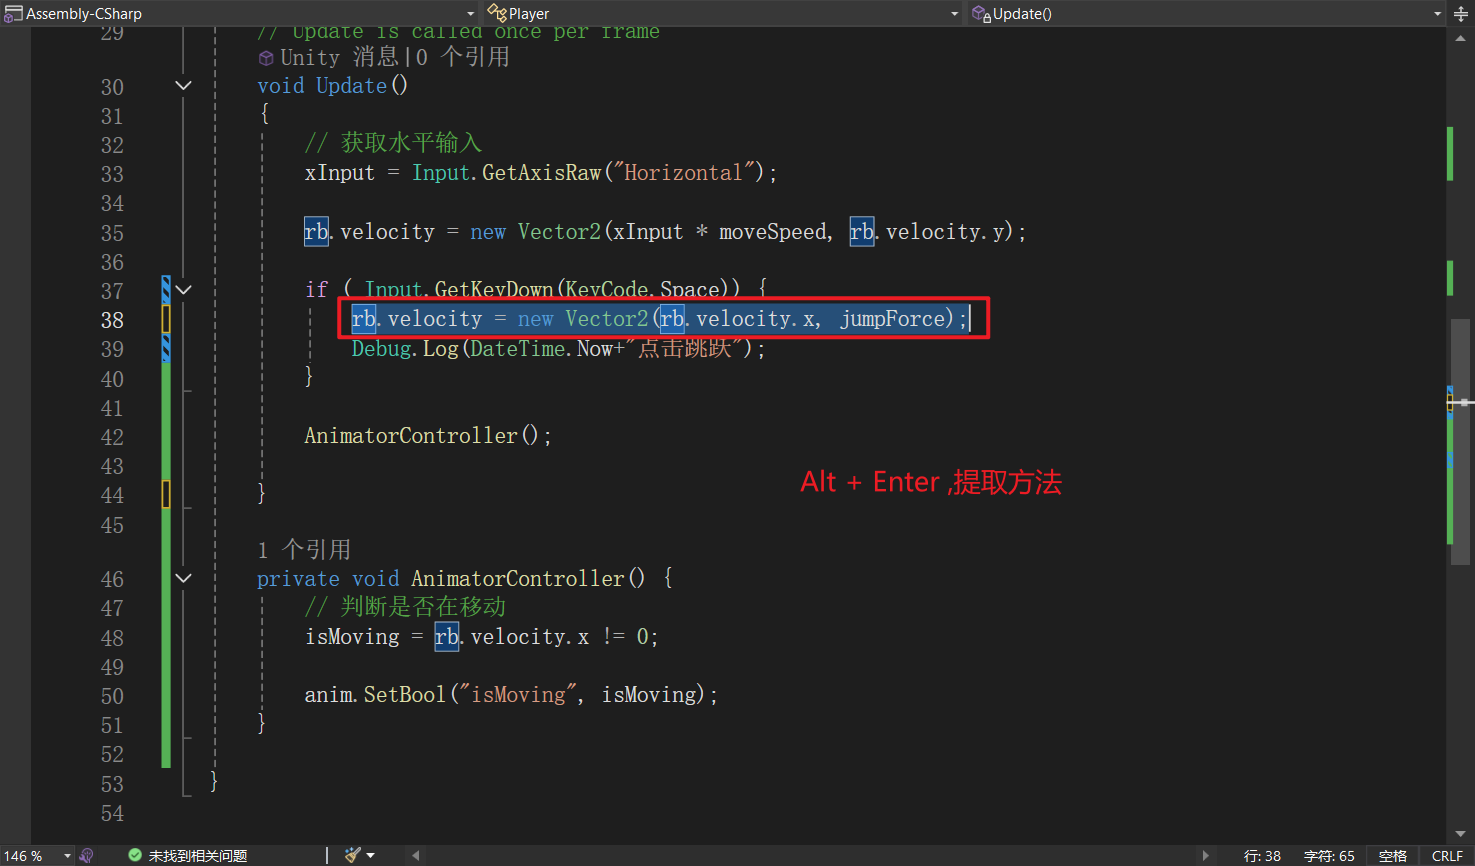 Assembly-CSharp Player Update()
29 // Update is called once per frame
Unity 消息|0 个引用
30 void Update()
31 {
32 // 获取水平输入
33 xInput = Input.GetAxisRaw("Horizontal");
34
35 rb.velocity = new Vector2(xInput * moveSpeed, rb.velocity.y);
36
37 if ( Input.GetKeyDown(KeyCode.Space)) {
38 rb.velocity = new Vector2(rb.velocity.x, jumpForce);
39 Debug.Log(DateTime.Now+"点击跳跃");
40 }
41
42 AnimatorController();
43
Alt + Enter ,提取方法
44 }
45
1 个引用
46 private void AnimatorController() {
47 // 判断是否在移动
48 isMoving = rb.velocity.x != 0;
49
50 anim.SetBool("isMoving", isMoving);
51 }
52
53 }
54
146 % 未找到相关问题 行: 38 字符: 65 空格 CRLF